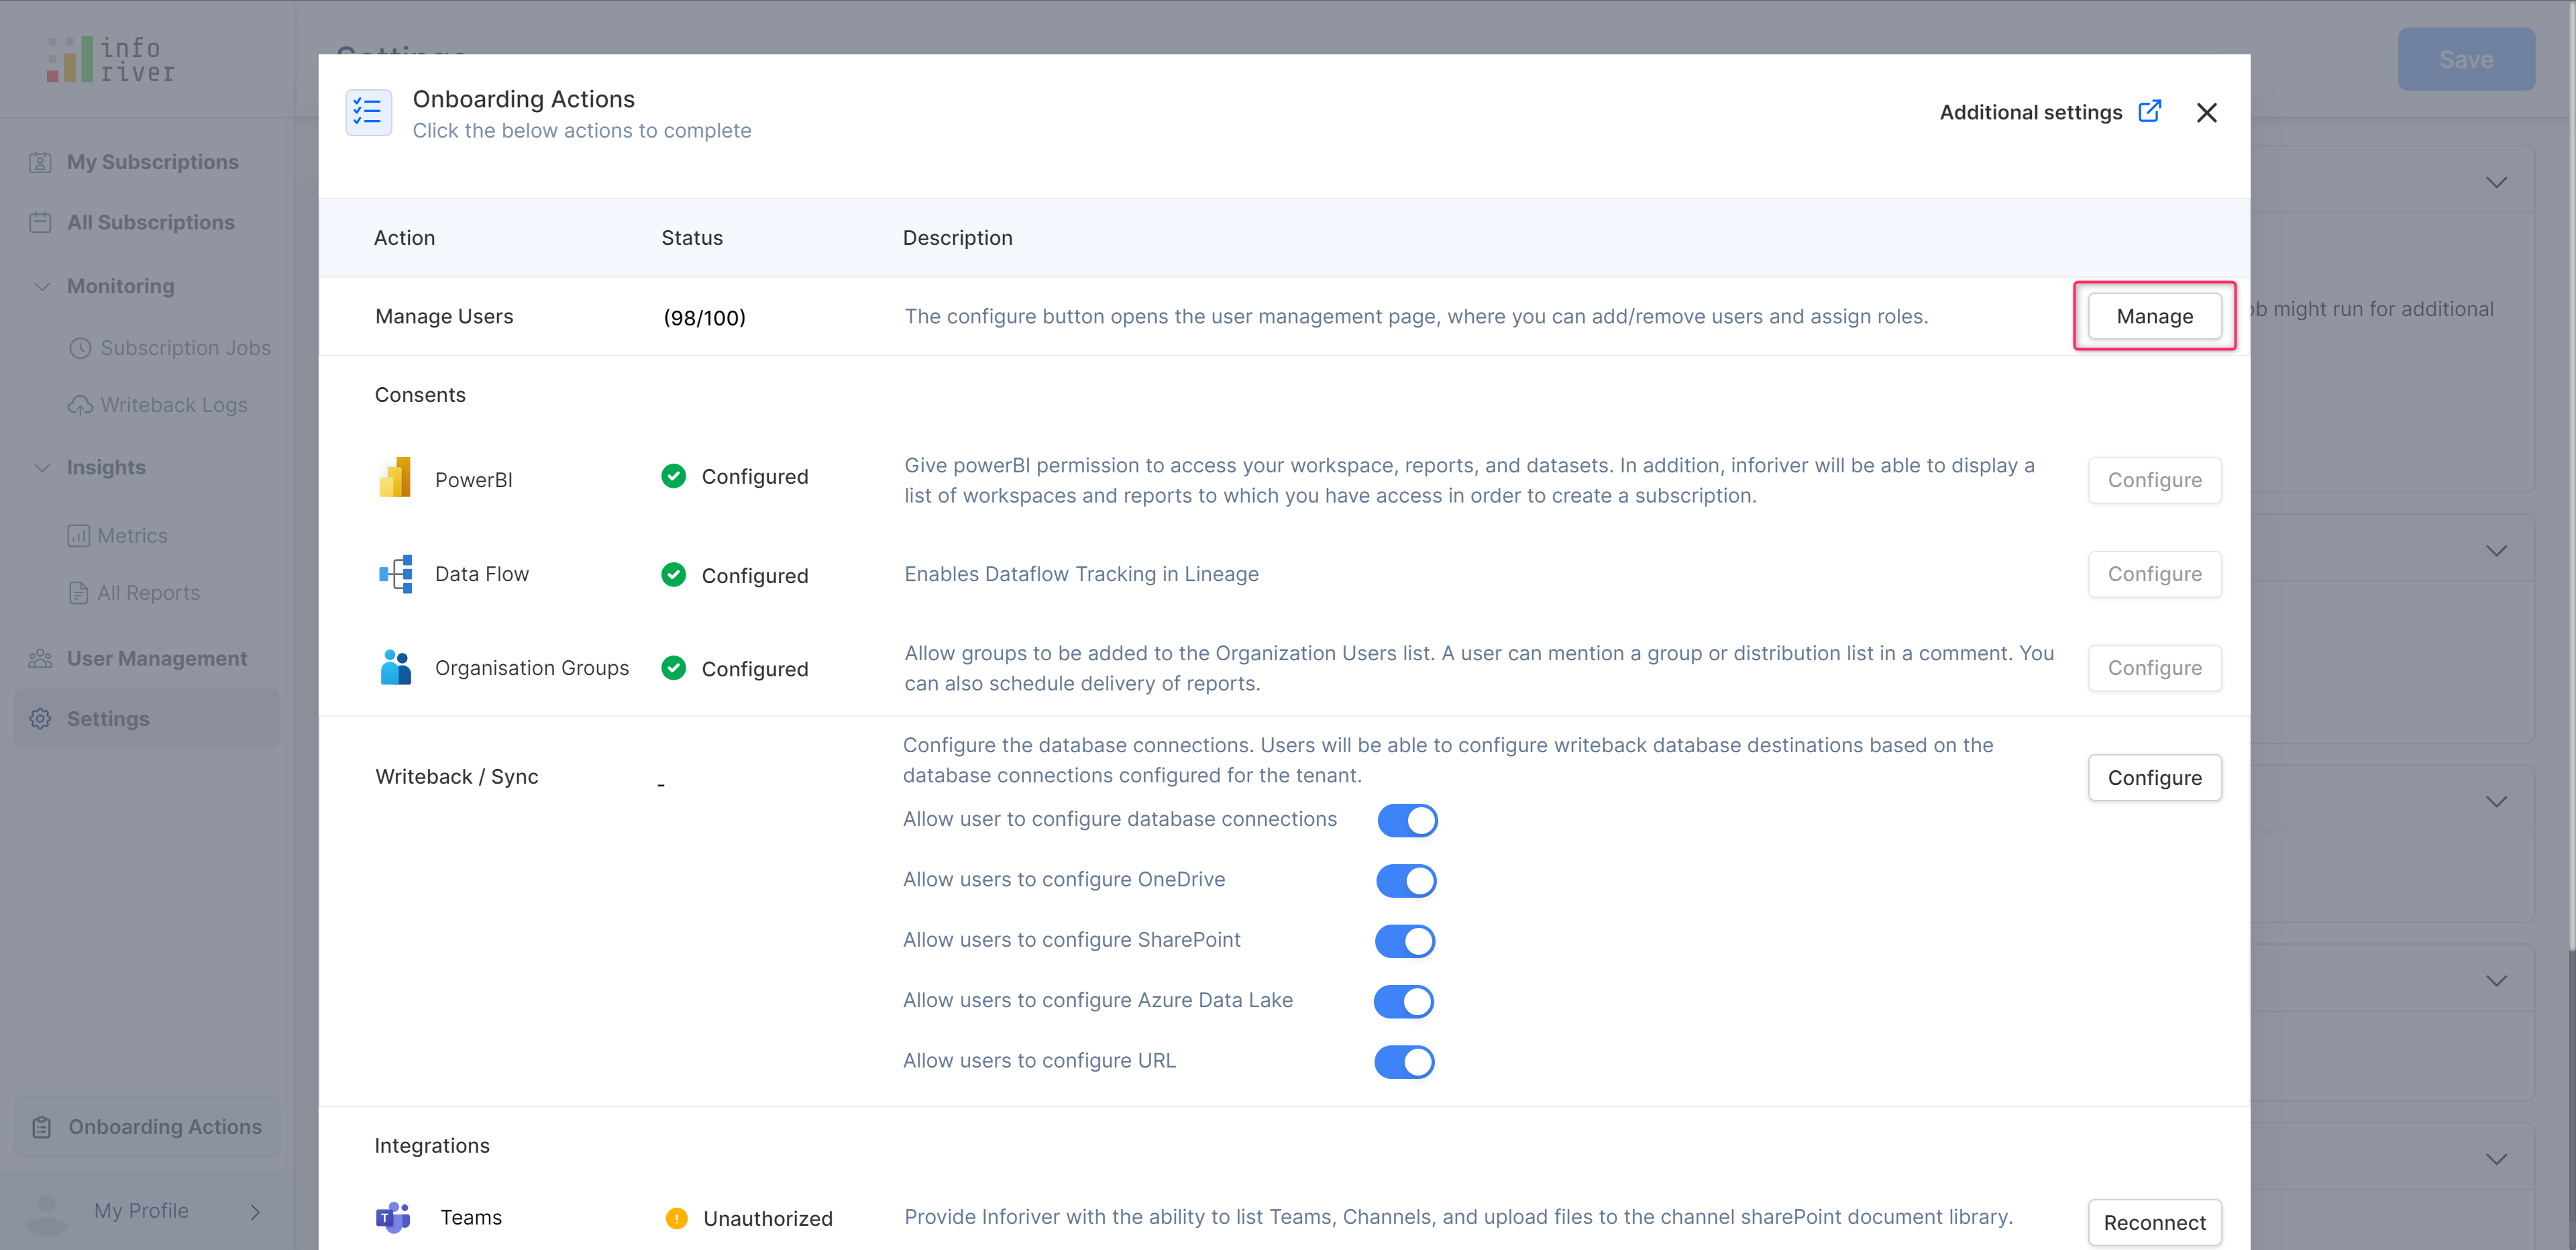 info
river
Save
My Subscriptions
All Subscriptions
Monitoring
Subscription Jobs
Writeback Logs
Insights
Metrics
All Reports
User Management
Settings
Onboarding Actions
My Profile
Settings
Onboarding Actions
Click the below actions to complete
Additional settings
Action Status Description
Manage Users (98/100) The configure button opens the user management page, where you can add/remove users and assign roles. Manage
might run for additional
Consents
PowerBI Configured Give powerBI permission to access your workspace, reports, and datasets. In addition, inforiver will be able to display a
list of workspaces and reports to which you have access in order to create a subscription. Configure
Data Flow Configured Enables Dataflow Tracking in Lineage Configure
Organisation Groups Configured Allow groups to be added to the Organization Users list. A user can mention a group or distribution list in a comment. You
can also schedule delivery of reports. Configure
Writeback / Sync - Configure the database connections. Users will be able to configure writeback database destinations based on the
database connections configured for the tenant. Configure
Allow user to configure database connections
Allow users to configure OneDrive
Allow users to configure SharePoint
Allow users to configure Azure Data Lake
Allow users to configure URL
Integrations
Teams Unauthorized Provide Inforiver with the ability to list Teams, Channels, and upload files to the channel sharePoint document library. Reconnect